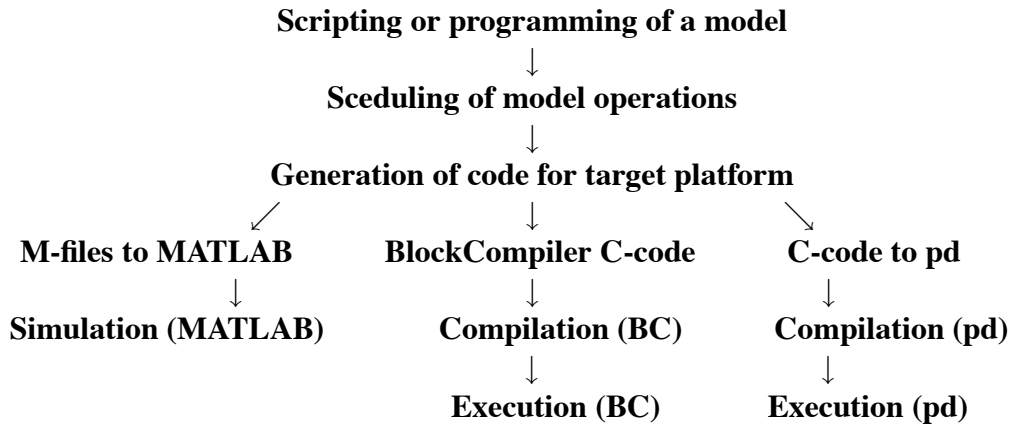 Scripting or programming of a model
Sceduling of model operations
Generation of code for target platform
M-files to MATLAB BlockCompiler C-code C-code to pd
Simulation (MATLAB) Compilation (BC) Compilation (pd)
Execution (BC) Execution (pd)